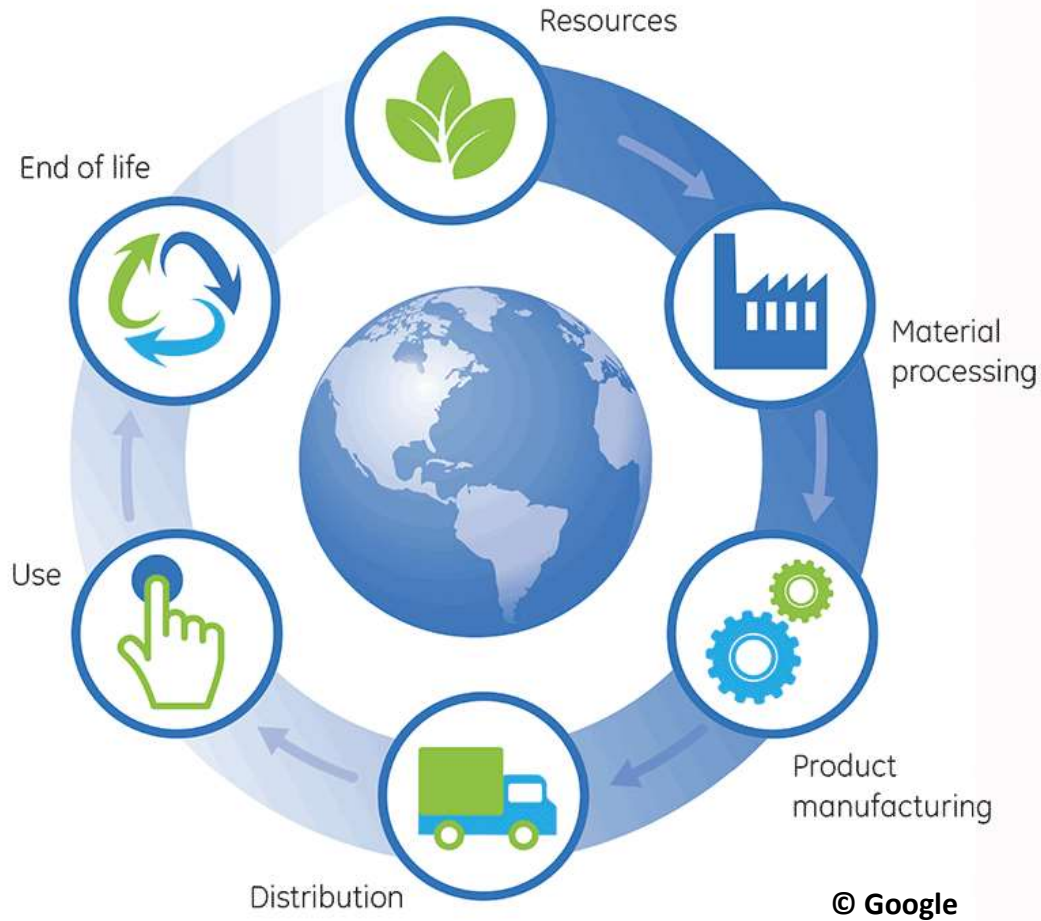 Resources
Material
processing
Product
manufacturing
Distribution
Use
End of life
© Google